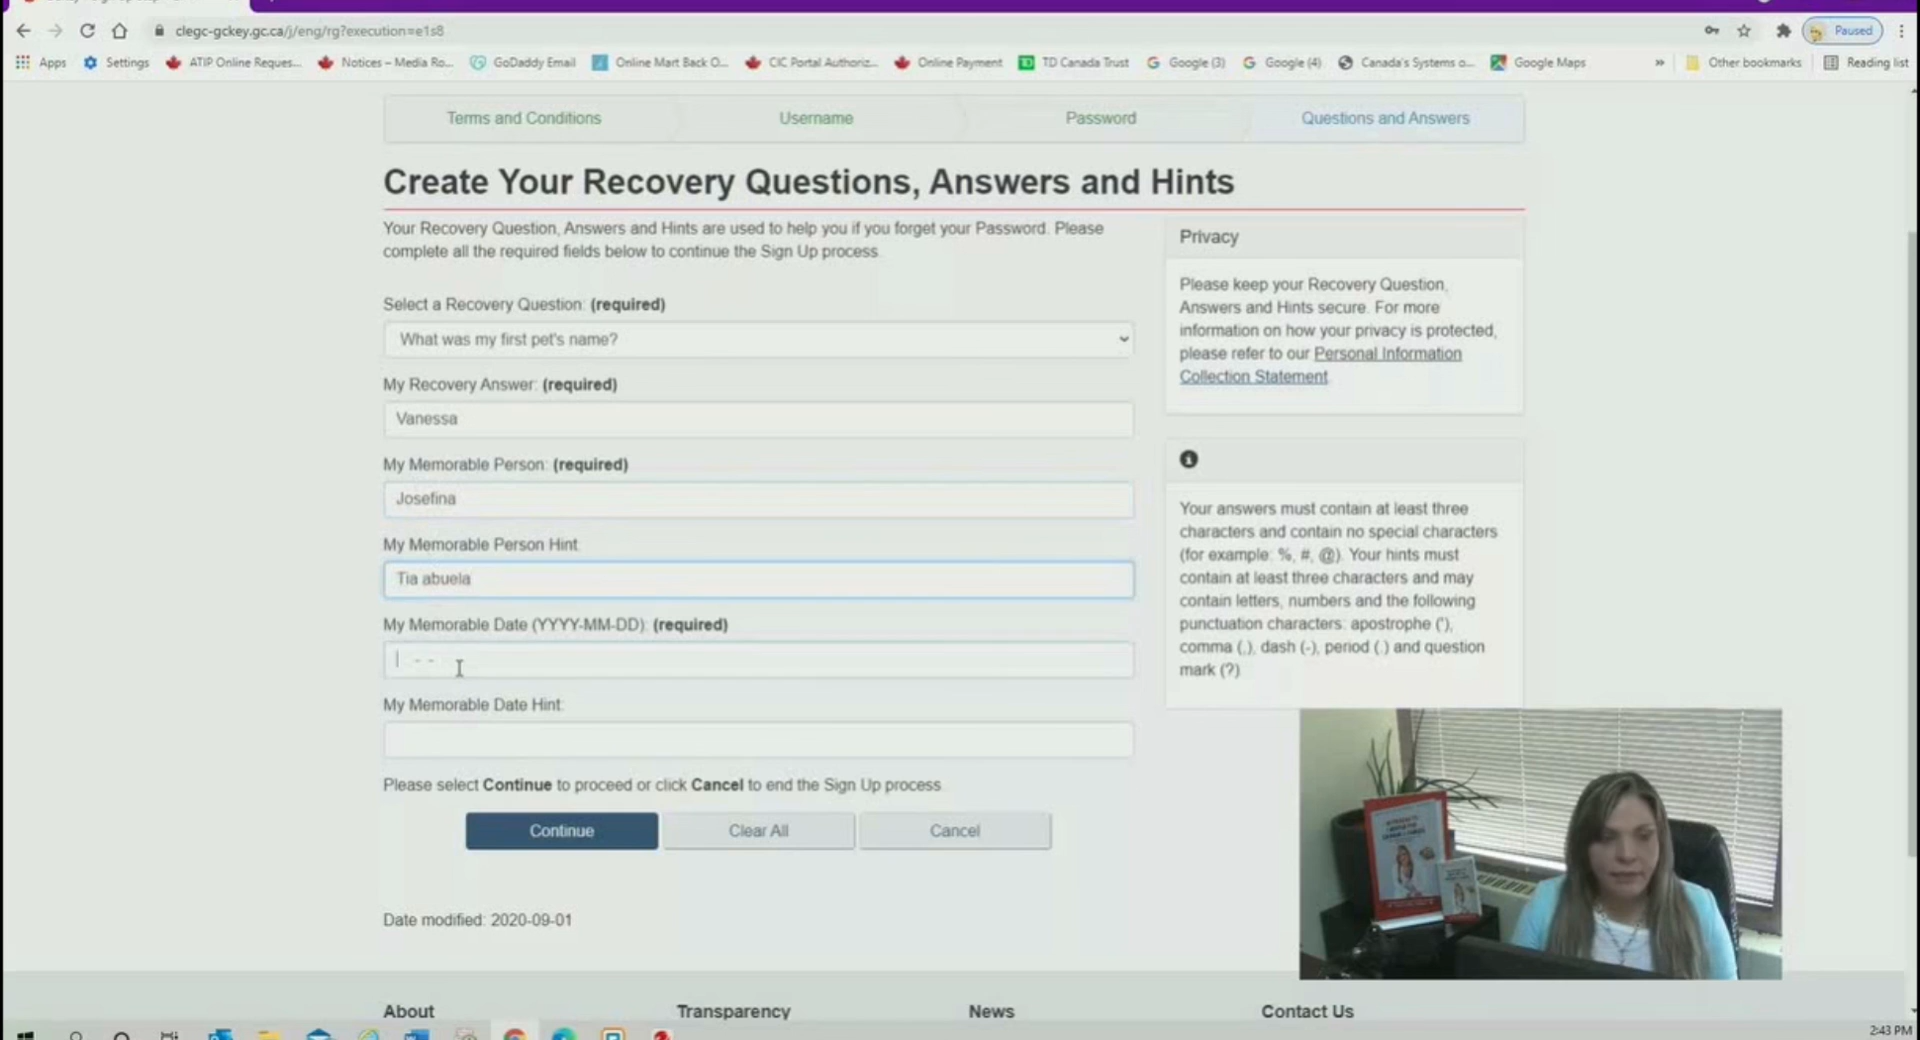 clegc-gckey.gc.ca/j/eng/rg?execution=e1s8
Paused
Apps
Settings
ATIP Online Reques...
Notices – Media Ro...
GoDaddy Email
Online Mart Back O...
CIC Portal Authoriz...
Online Payment
TD Canada Trust
Google (3)
Google (4)
Canada's Systems o...
Google Maps
»
Other bookmarks
Reading list
Terms and Conditions
Username
Password
Questions and Answers
Create Your Recovery Questions, Answers and Hints
Your Recovery Question, Answers and Hints are used to help you if you forget your Password. Please
complete all the required fields below to continue the Sign Up process.
Select a Recovery Question: (required)
What was my first pet's name?
My Recovery Answer: (required)
Vanessa
My Memorable Person: (required)
Josefina
My Memorable Person Hint:
Tia abuela
My Memorable Date (YYYY-MM-DD): (required)
- -
My Memorable Date Hint:
Please select Continue to proceed or click Cancel to end the Sign Up process.
Continue
Clear All
Cancel
Date modified: 2020-09-01
Privacy
Please keep your Recovery Question,
Answers and Hints secure. For more
information on how your privacy is protected,
please refer to our Personal Information
Collection Statement.
Your answers must contain at least three
characters and contain no special characters
(for example: %, #, @). Your hints must
contain at least three characters and may
contain letters, numbers and the following
punctuation characters: apostrophe ('),
comma (,), dash (-), period (.) and question
mark (?).
About
Transparency
News
Contact Us
2:43 PM